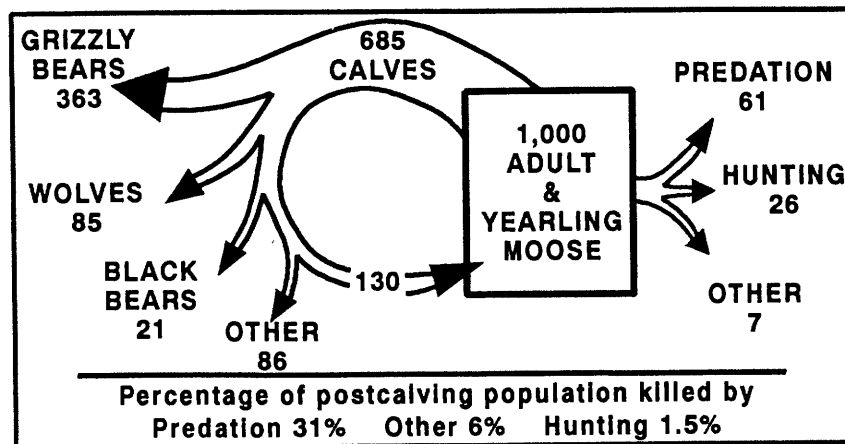 GRIZZLY
BEARS
363
685
CALVES
PREDATION
61
1,000
ADULT
&
YEARLING
MOOSE
HUNTING
26
WOLVES
85
BLACK
BEARS
21
OTHER
86
130
OTHER
7
Percentage of postcalving population killed by
Predation 31% Other 6% Hunting 1.5%